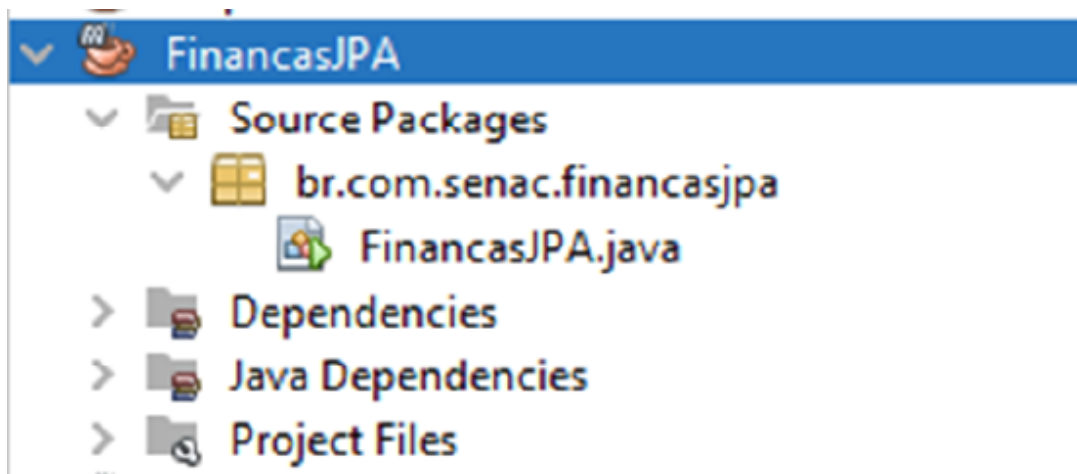 FinancasJPA
Source Packages
br.com.senac.financasjpa
FinancasJPA.java
Dependencies
Java Dependencies
Project Files